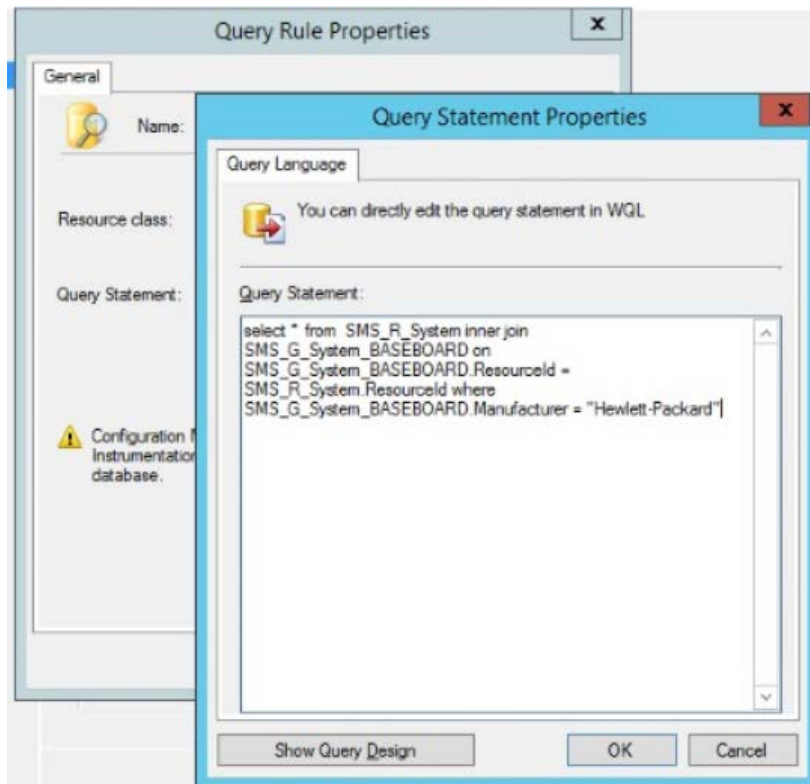 Query Rule Properties
x
General
Name:
Resource class:
Query Statement:
Configuration
Instrumentation
database.
Query Statement Properties
x
Query Language
You can directly edit the query statement in WQL
Query Statement:
select * from SMS_R_System inner join
SMS_G_System_BASEBOARD on
SMS_G_System_BASEBOARD.ResourceId =
SMS_R_System.ResourceId where
SMS_G_System_BASEBOARD.Manufacturer = "Hewlett-Packard"
Show Query Design
OK
Cancel